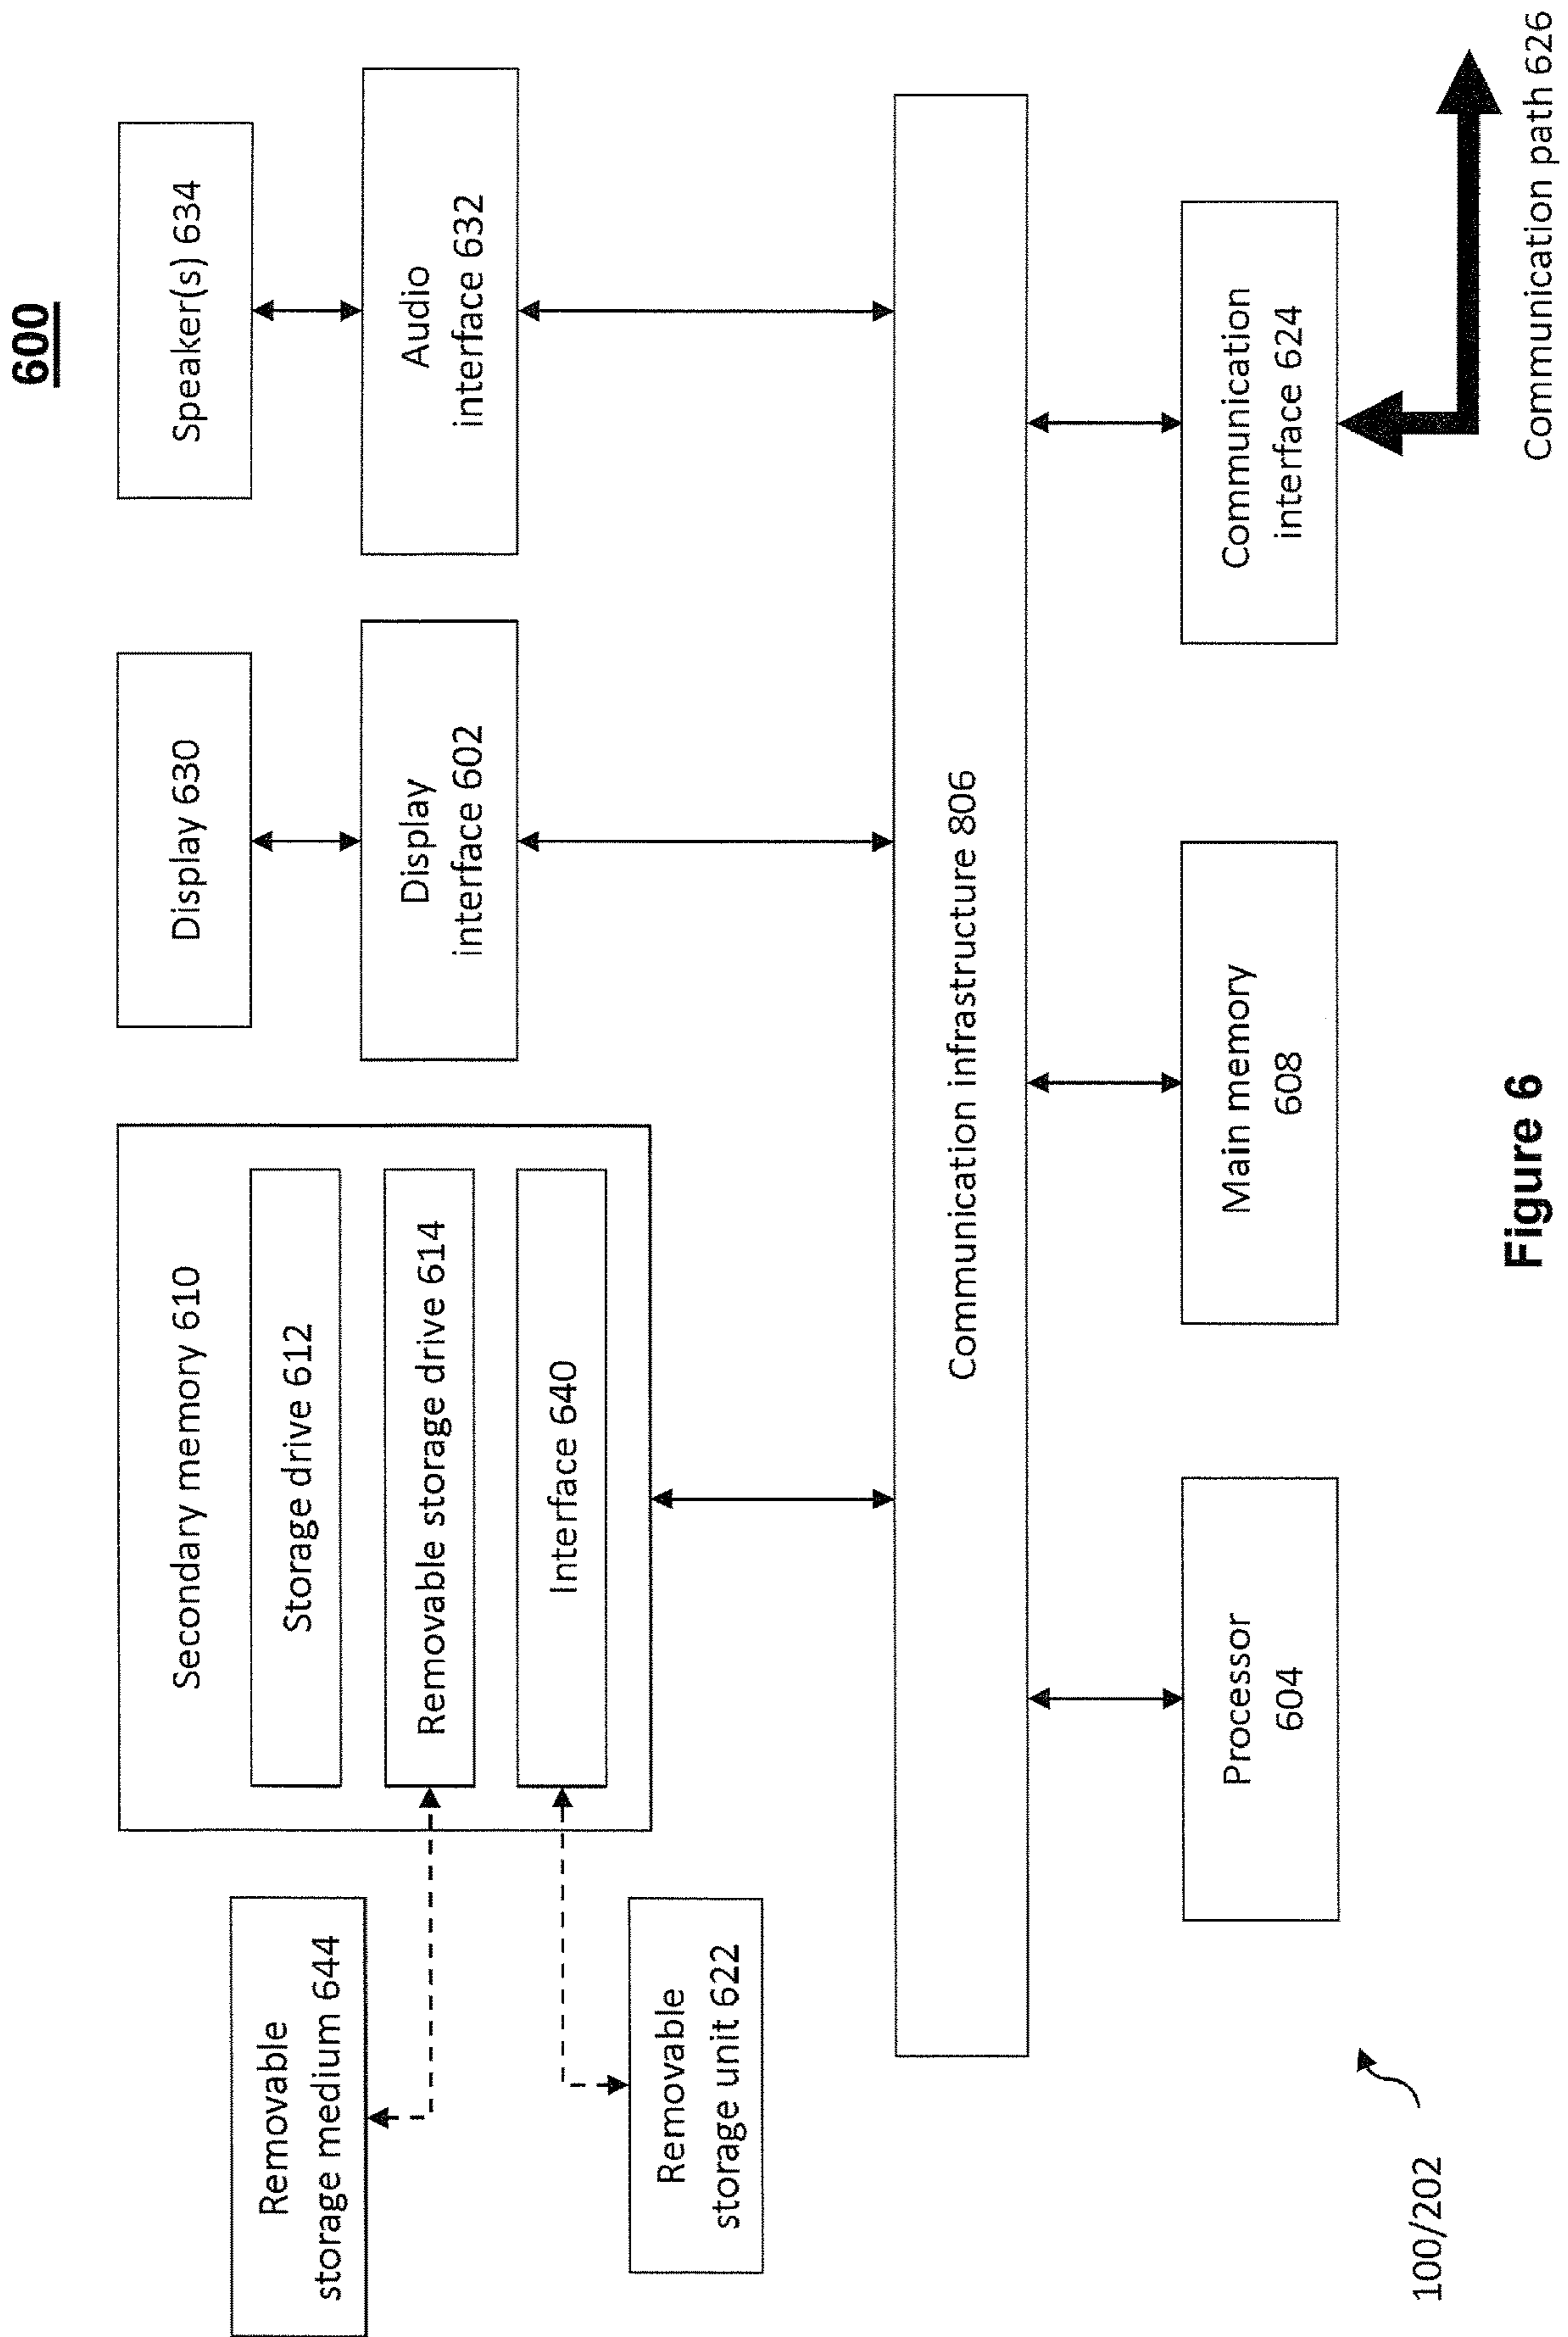 600
Removable
storage medium 644
Secondary memory 610
Storage drive 612
Removable storage drive 614
Interface 640
Removable
storage unit 622
Display 630
Display
interface 602
Speaker(s) 634
Audio
interface 632
Communication infrastructure 806
Processor
604
Main memory
608
Communication
interface 624
Communication path 626
100/202
Figure 6